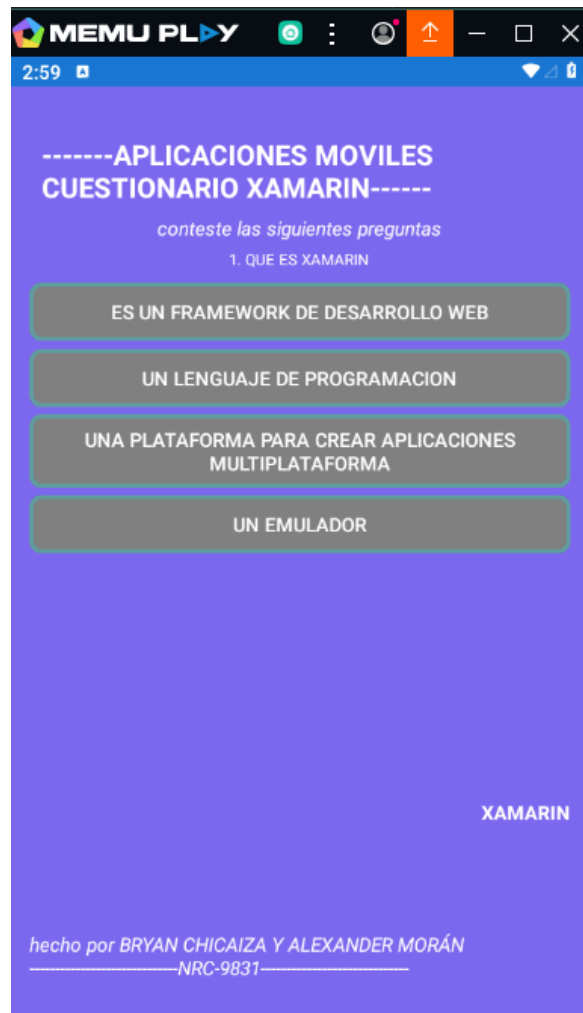 MEMU PLAY
2:59 A
-------APLICACIONES MOVILES
CUESTIONARIO XAMARIN------
conteste las siguientes preguntas
1. QUE ES XAMARIN
ES UN FRAMEWORK DE DESARROLLO WEB
UN LENGUAJE DE PROGRAMACION
UNA PLATAFORMA PARA CREAR APLICACIONES
MULTIPLATAFORMA
UN EMULADOR
XAMARIN
hecho por BRYAN CHICAIZA Y ALEXANDER MORÁN
-----------------------------NRC-9831-----------------------------